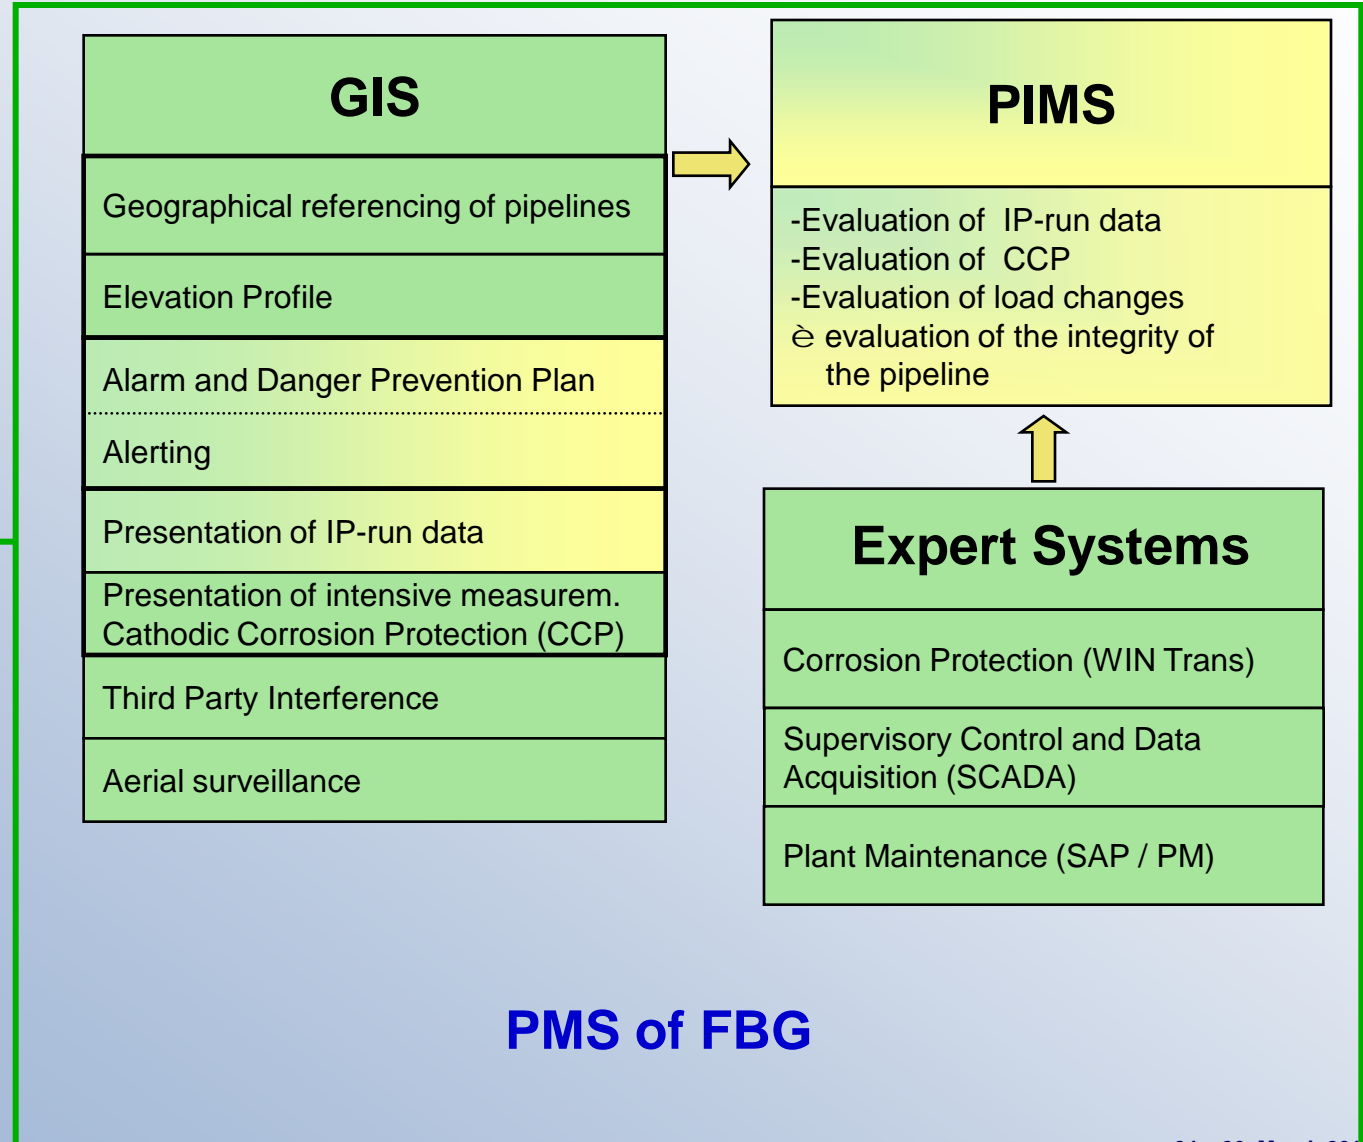 GIS
Geographical referencing of pipelines
Elevation Profile
Alarm and Danger Prevention Plan
Alerting
Presentation of IP-run data
Presentation of intensive measurem.
Cathodic Corrosion Protection (CCP)
Third Party Interference
Aerial surveillance
PIMS
-Evaluation of IP-run data
-Evaluation of CCP
-Evaluation of load changes
è evaluation of the integrity of
the pipeline
Expert Systems
Corrosion Protection (WIN Trans)
Supervisory Control and Data
Acquisition (SCADA)
Plant Maintenance (SAP / PM)
PMS of FBG